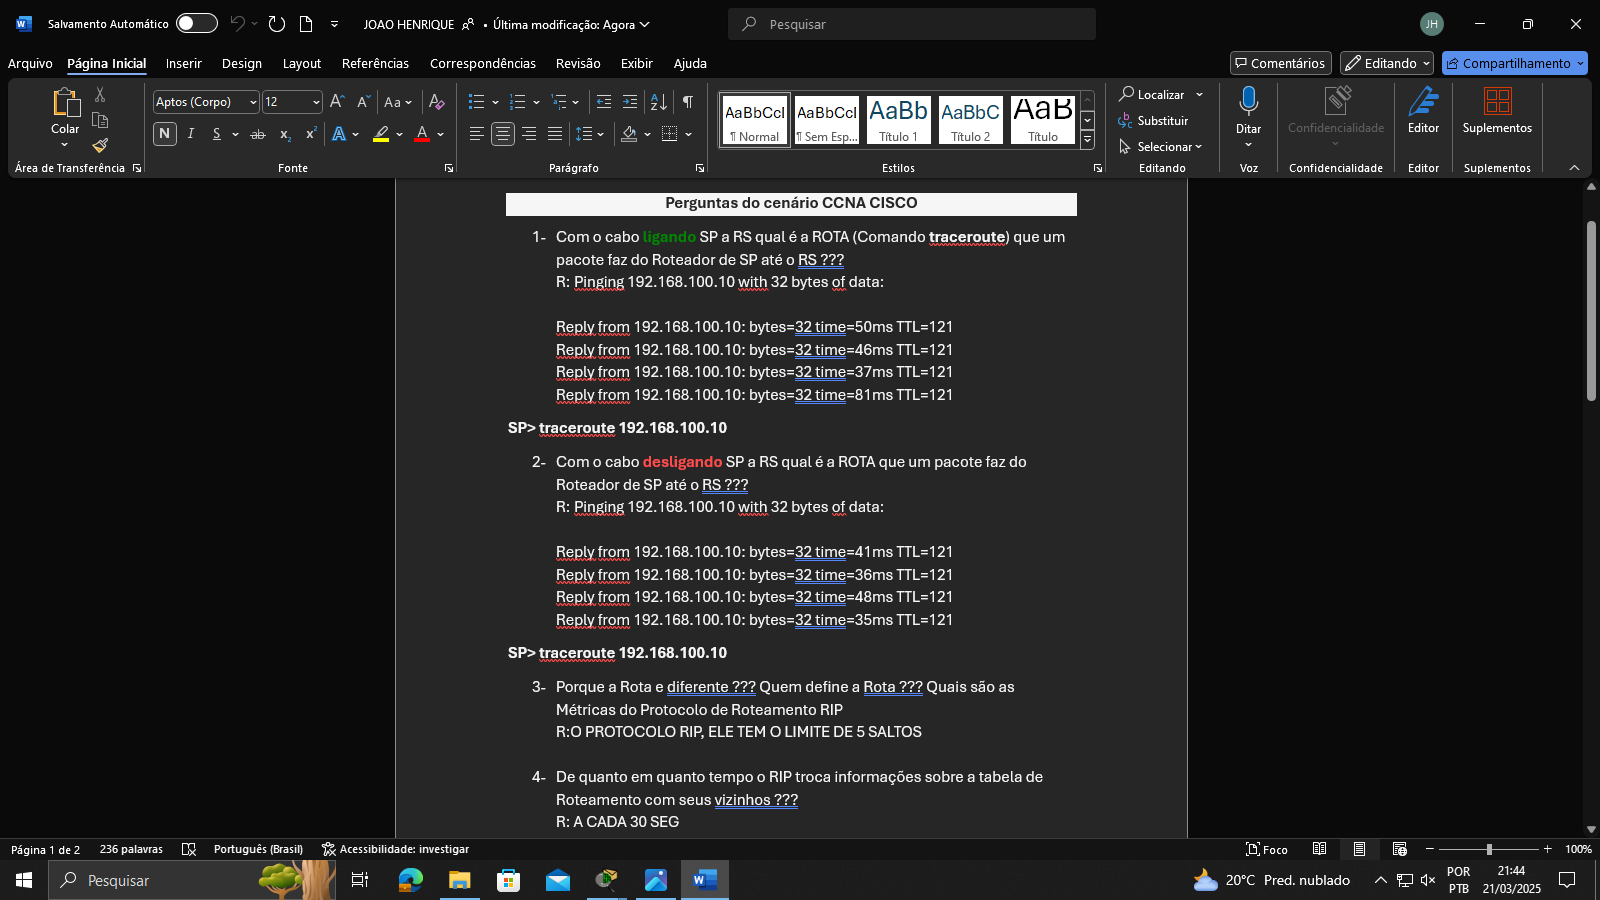 Salvamento Automático
JOAO HENRIQUE
• Última modificação: Agora
Pesquisar
JH
Arquivo
Página Inicial
Inserir
Design
Layout
Referências
Correspondências
Revisão
Exibir
Ajuda
Comentários
Editando
Compartilhamento
Colar
Área de Transferência
Aptos (Corpo)
12
Aa
N
I
S
ab
Fonte
Parágrafo
AaBbCcI
¶ Normal
AaBbCcI
¶ Sem Esp...
AaBb
Título 1
AaBbC
Título 2
AaB
Título
Estilos
Localizar
Substituir
Selecionar
Editando
Ditar
Voz
Confidencialidade
Confidencialidade
Editor
Editor
Suplementos
Suplementos
Perguntas do cenário CCNA CISCO
1- Com o cabo ligando SP a RS qual é a ROTA (Comando traceroute) que um
pacote faz do Roteador de SP até o RS ???
R: Pinging 192.168.100.10 with 32 bytes of data:
Reply from 192.168.100.10: bytes=32 time=50ms TTL=121
Reply from 192.168.100.10: bytes=32 time=46ms TTL=121
Reply from 192.168.100.10: bytes=32 time=37ms TTL=121
Reply from 192.168.100.10: bytes=32 time=81ms TTL=121
SP> traceroute 192.168.100.10
2- Com o cabo desligando SP a RS qual é a ROTA que um pacote faz do
Roteador de SP até o RS ???
R: Pinging 192.168.100.10 with 32 bytes of data:
Reply from 192.168.100.10: bytes=32 time=41ms TTL=121
Reply from 192.168.100.10: bytes=32 time=36ms TTL=121
Reply from 192.168.100.10: bytes=32 time=48ms TTL=121
Reply from 192.168.100.10: bytes=32 time=35ms TTL=121
SP> traceroute 192.168.100.10
3- Porque a Rota e diferente ??? Quem define a Rota ??? Quais são as
Métricas do Protocolo de Roteamento RIP
R:O PROTOCOLO RIP, ELE TEM O LIMITE DE 5 SALTOS
4- De quanto em quanto tempo o RIP troca informações sobre a tabela de
Roteamento com seus vizinhos ???
R: A CADA 30 SEG
Página 1 de 2
236 palavras
Português (Brasil)
Acessibilidade: investigar
Foco
100%
Pesquisar
20°C Pred. nublado
POR
PTB
21:44
21/03/2025